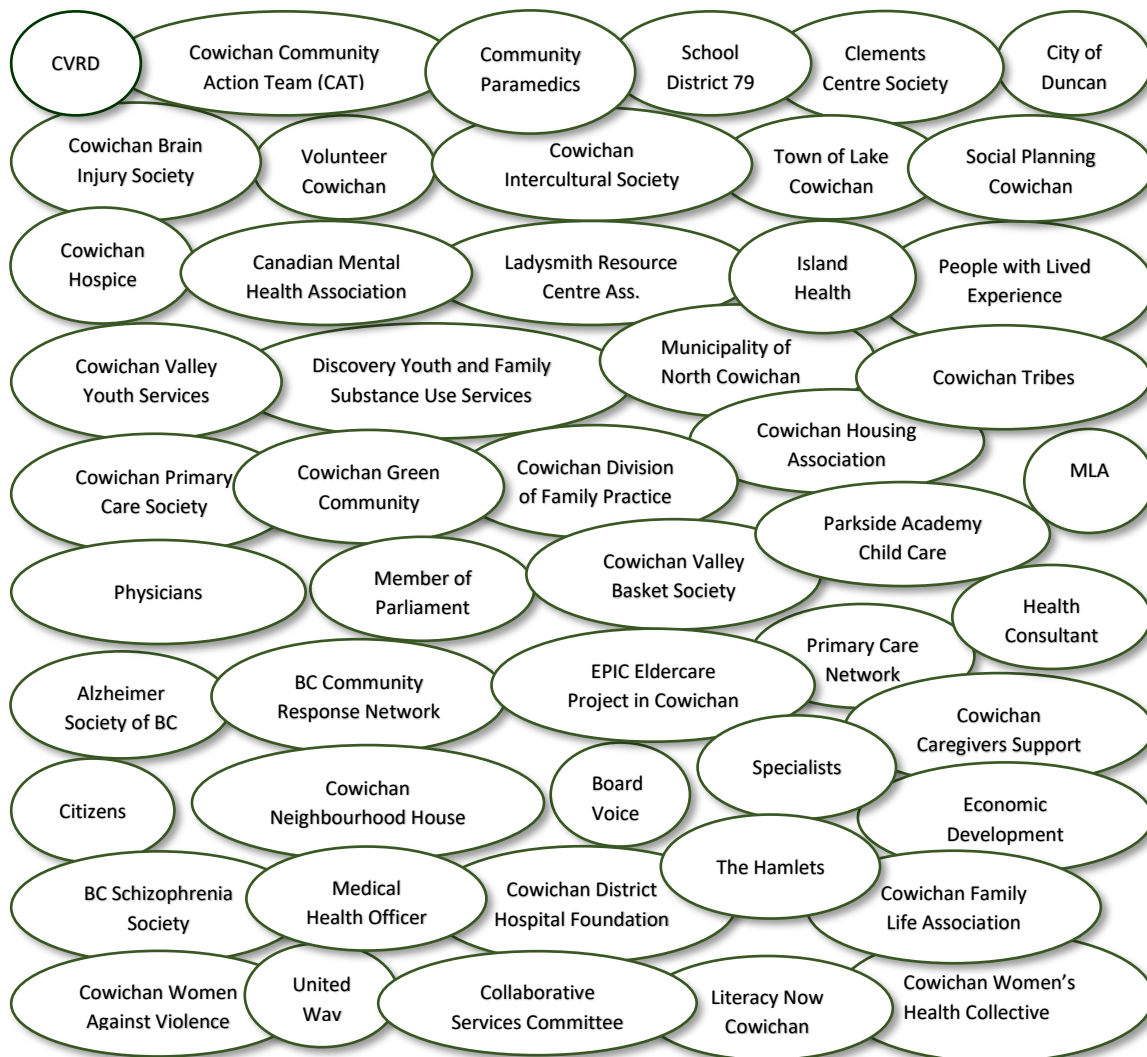 CVRD
Cowichan Community
Action Team (CAT)
Community
Paramedics
School
District 79
Clements
Centre Society
City of
Duncan
Cowichan Brain
Injury Society
Volunteer
Cowichan
Cowichan
Intercultural Society
Town of Lake
Cowichan
Social Planning
Cowichan
Cowichan
Hospice
Canadian Mental
Health Association
Ladysmith Resource
Centre Ass.
Island
Health
People with Lived
Experience
Cowichan Valley
Youth Services
Discovery Youth and Family
Substance Use Services
Municipality of
North Cowichan
Cowichan Tribes
Cowichan Primary
Care Society
Cowichan Green
Community
Cowichan Division
of Family Practice
Cowichan Housing
Association
MLA
Physicians
Member of
Parliament
Cowichan Valley
Basket Society
Parkside Academy
Child Care
Health
Consultant
Alzheimer
Society of BC
BC Community
Response Network
EPIC Eldercare
Project in Cowichan
Primary Care
Network
Cowichan
Caregivers Support
Citizens
Cowichan
Neighbourhood House
Board
Voice
Specialists
Economic
Development
BC Schizophrenia
Society
Medical
Health Officer
Cowichan District
Hospital Foundation
The Hamlets
Cowichan Family
Life Association
Cowichan Women
Against Violence
United
Way
Collaborative
Services Committee
Literacy Now
Cowichan
Cowichan Women's
Health Collective